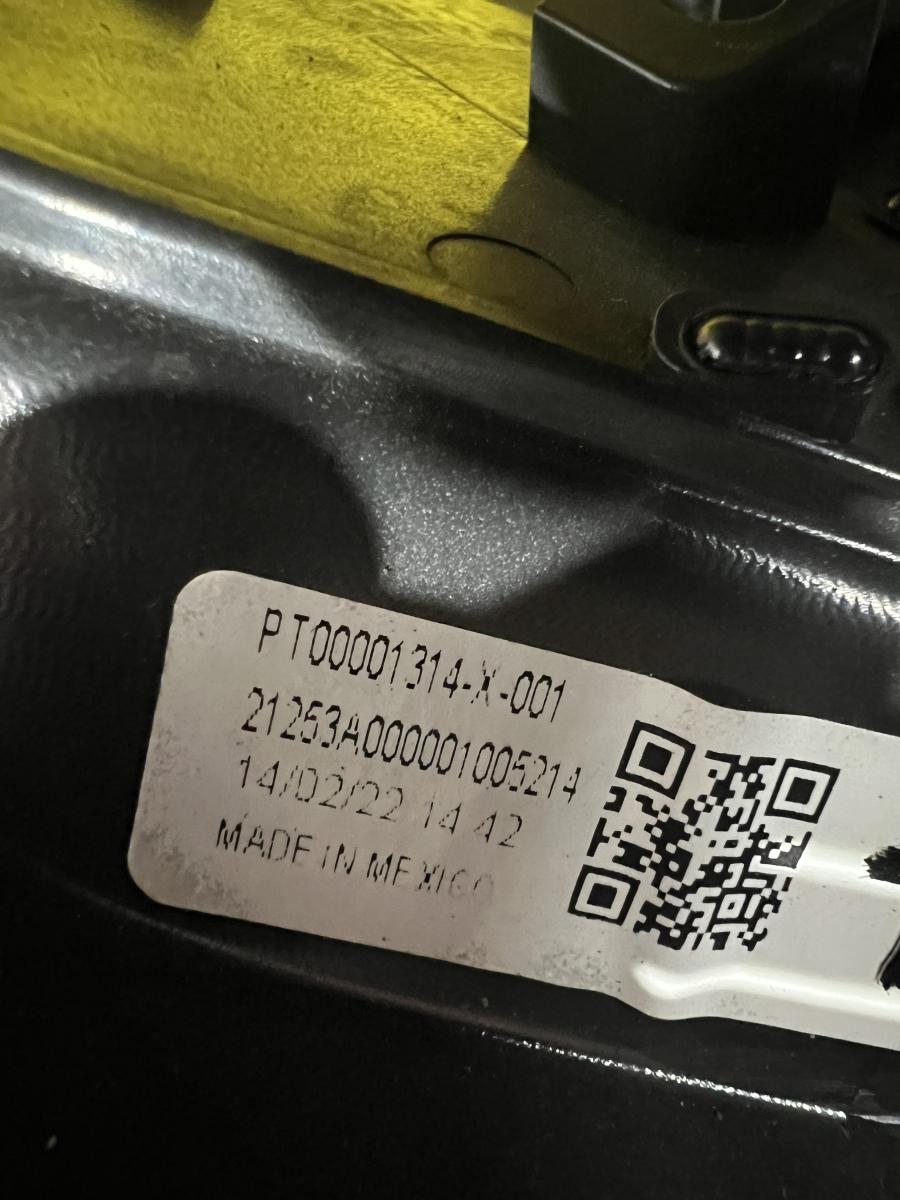 PT00001314-X-001
21253A000001005214
14/02/22 14 42
MADE IN MEXICO